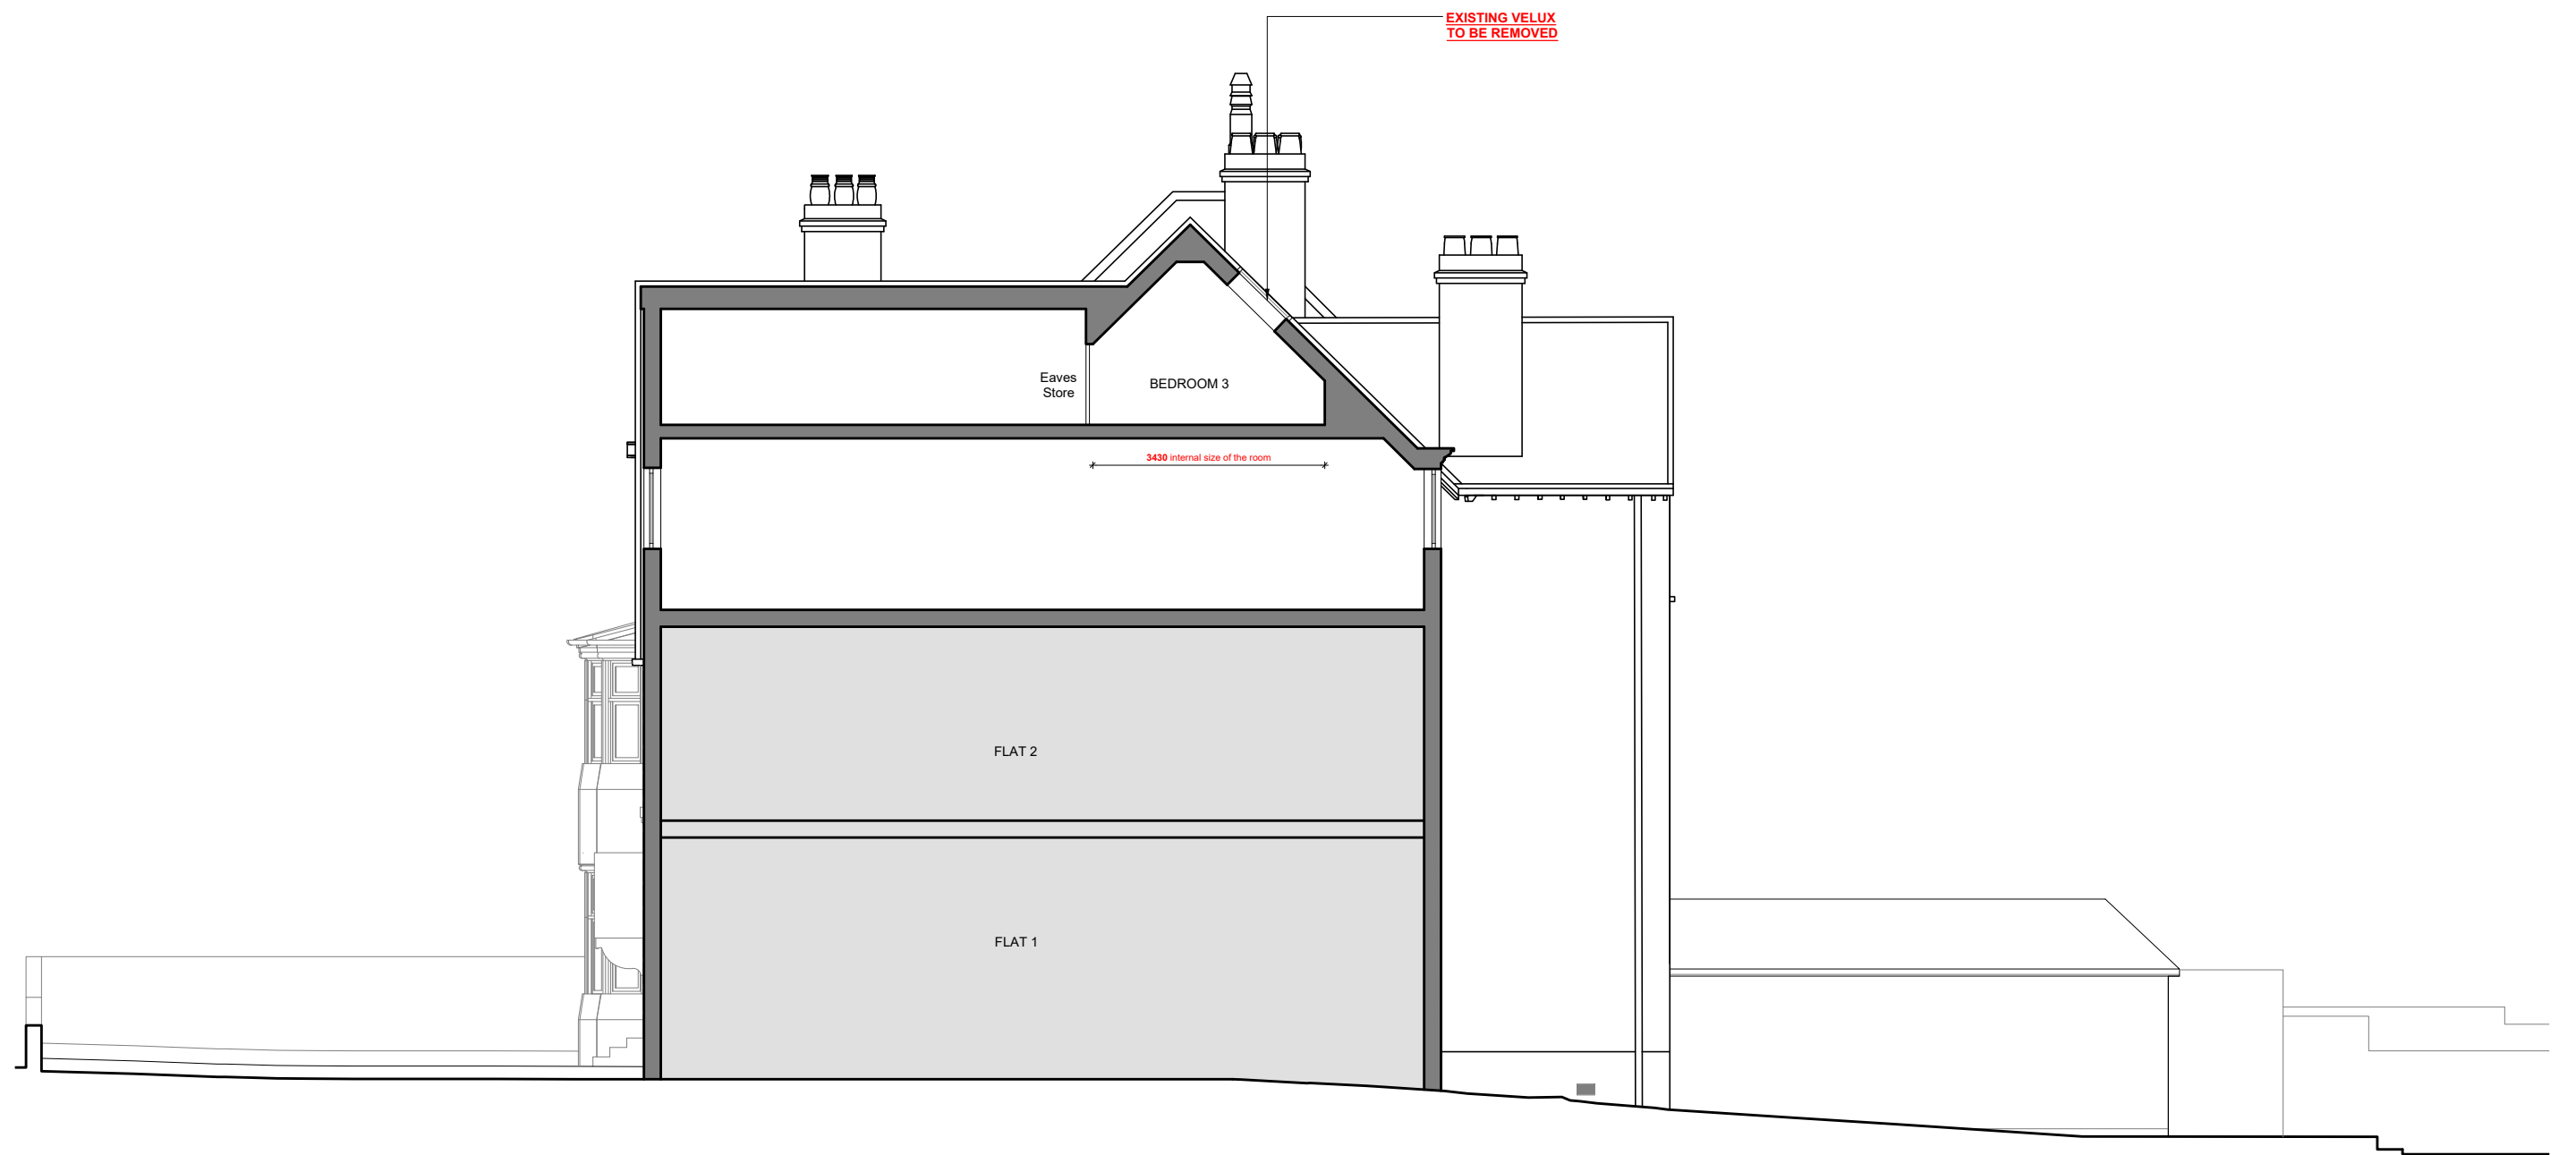 EXISTING VELUX
TO BE REMOVED
Eaves
Store
BEDROOM 3
3430 internal size of the room
FLAT 2
FLAT 1